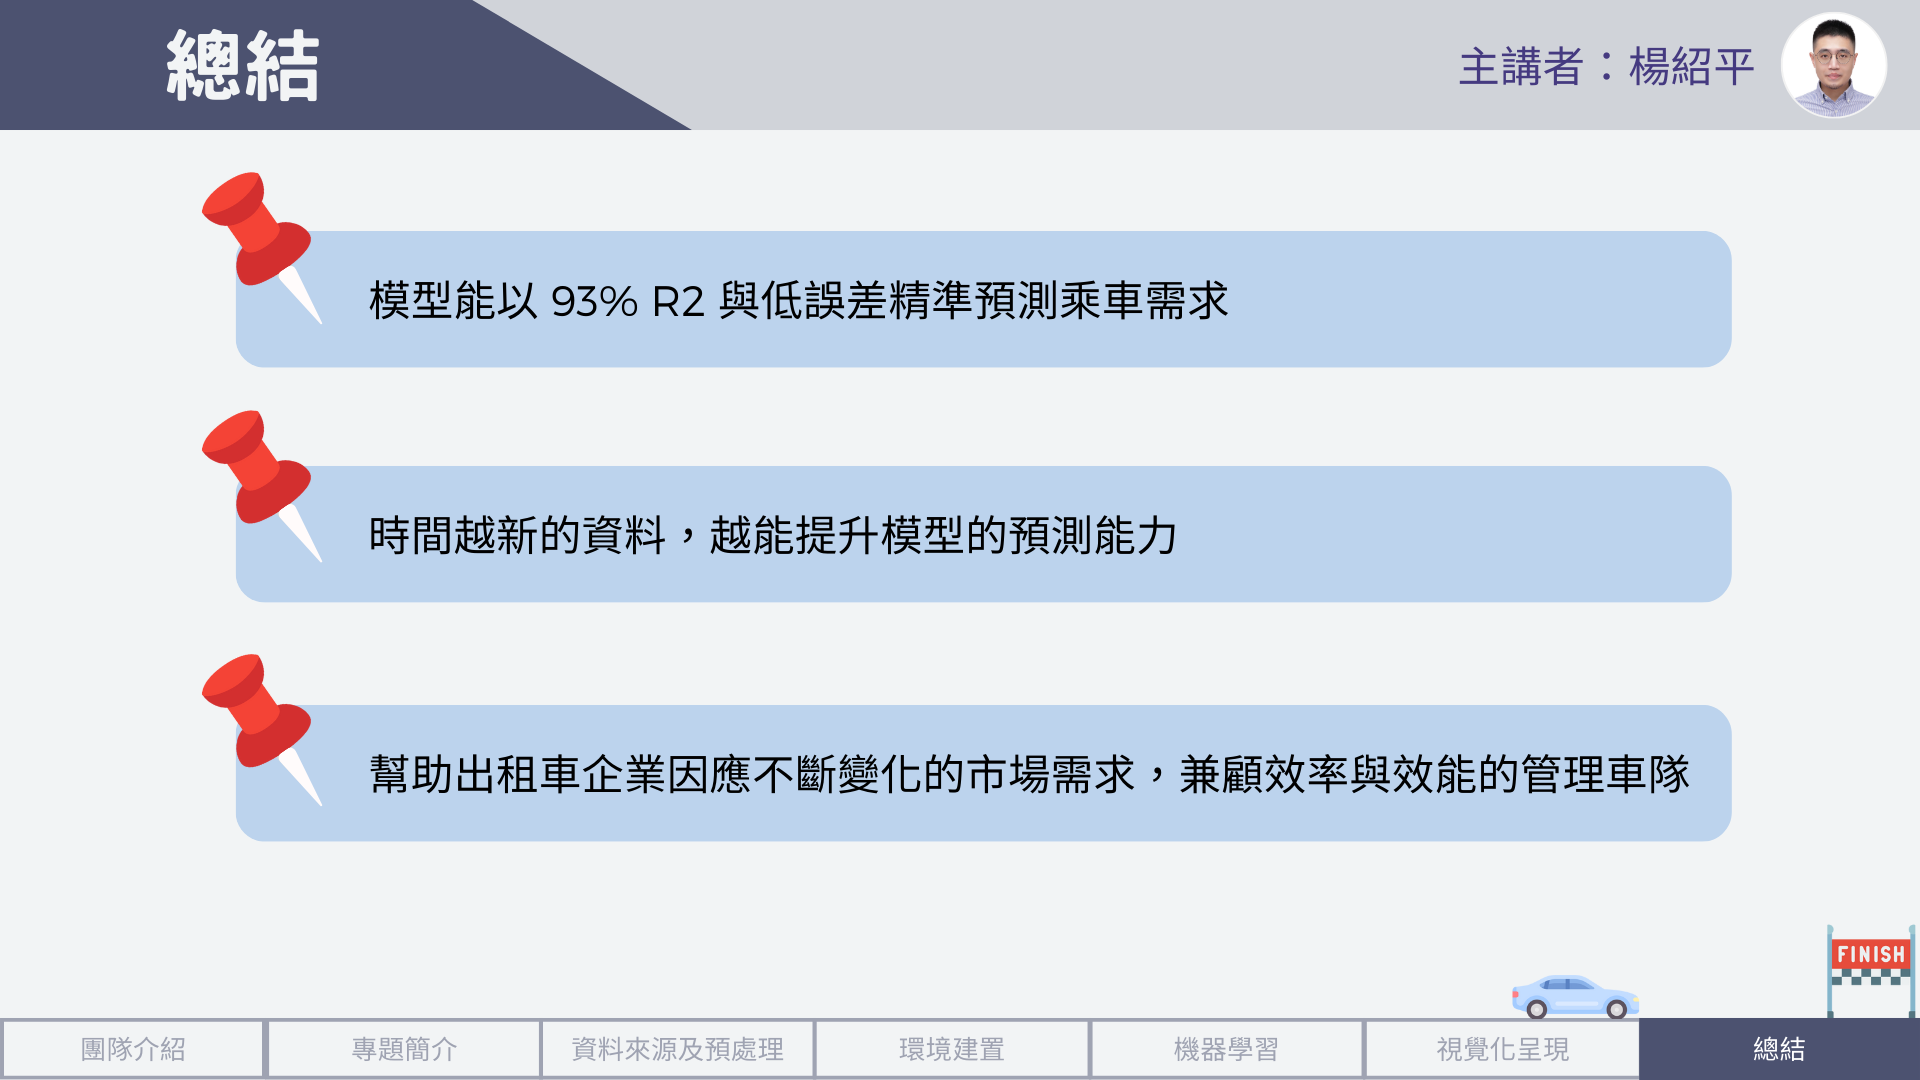 總結
主講者：楊紹平
模型能以 93% R2 與低誤差精準預測乘車需求
時間越新的資料，越能提升模型的預測能力
幫助出租車企業因應不斷變化的市場需求，兼顧效率與效能的管理車隊
FINISH
團隊介紹
專題簡介
資料來源及預處理
環境建置
機器學習
視覺化呈現
總結